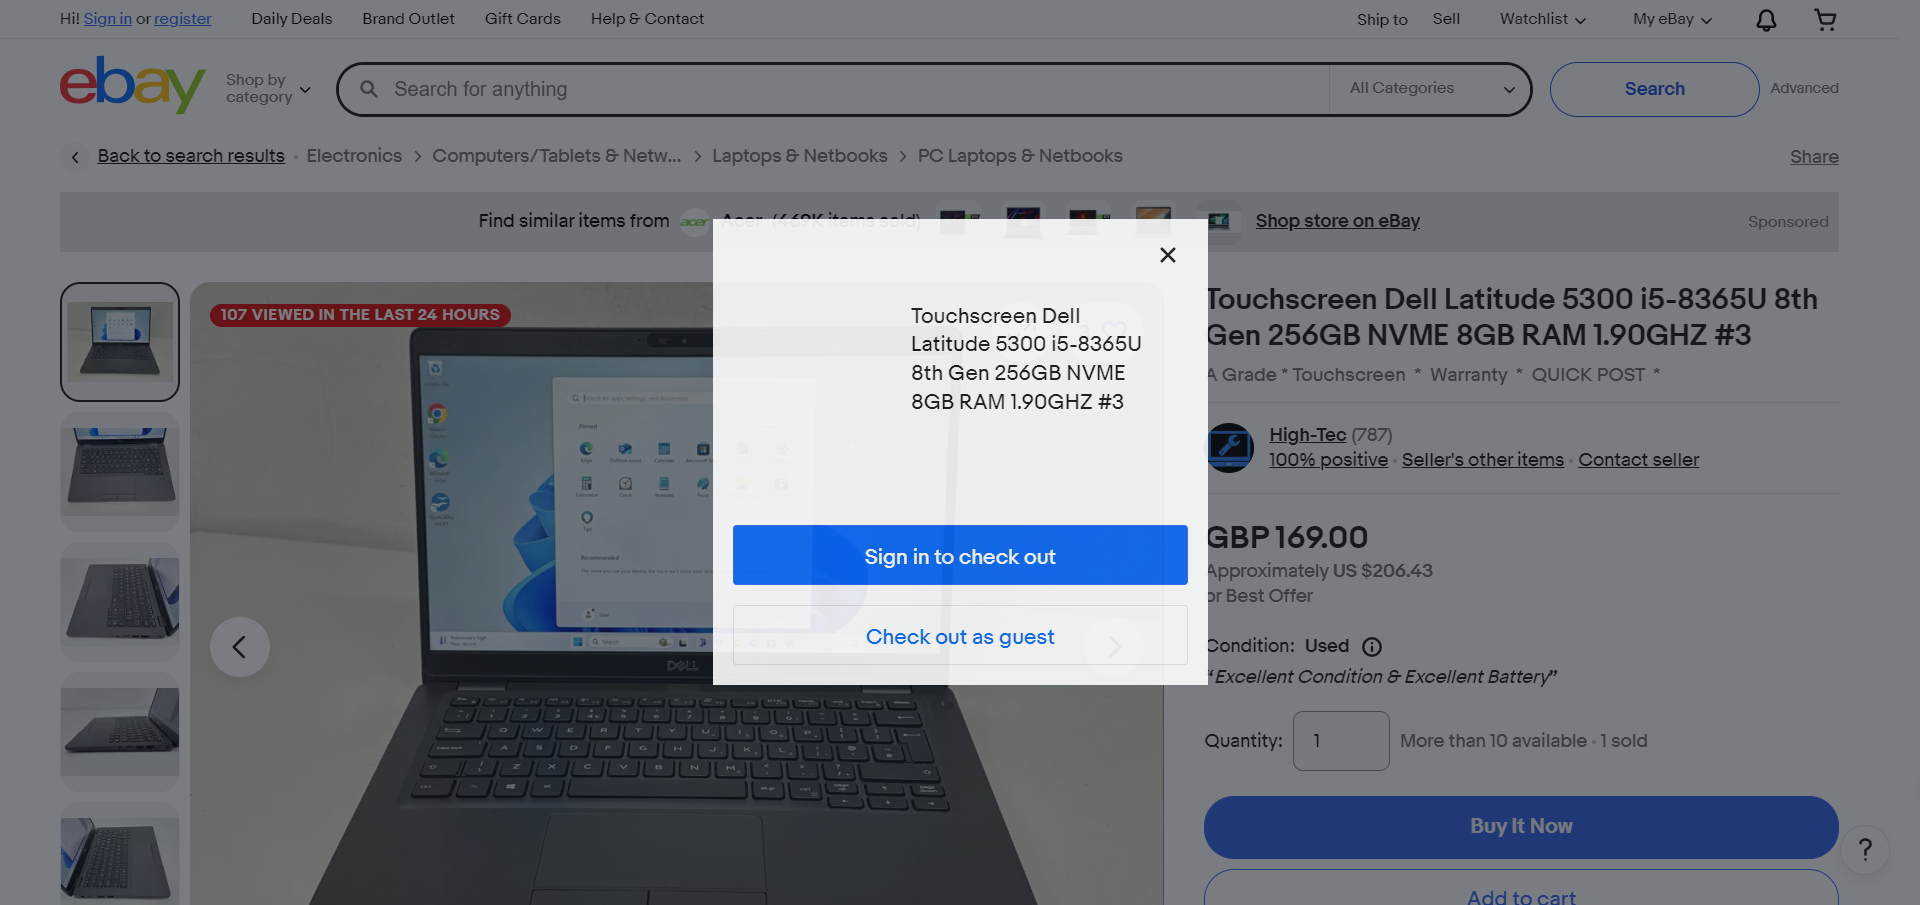 Hi! Sign in or register
Daily Deals
Brand Outlet
Gift Cards
Help & Contact
Ship to
Sell
Watchlist
My eBay
ebay
Shop by category
Search for anything
All Categories
Search
Advanced
Back to search results
Electronics
Computers/Tablets & Netw...
Laptops & Netbooks
PC Laptops & Netbooks
Share
Find similar items from
acer
Acer (469K items sold)
Shop store on eBay
Sponsored
107 VIEWED IN THE LAST 24 HOURS
Touchscreen Dell
Latitude 5300 i5-8365U
8th Gen 256GB NVME
8GB RAM 1.90GHZ #3
Sign in to check out
Check out as guest
Touchscreen Dell Latitude 5300 i5-8365U 8th
Gen 256GB NVME 8GB RAM 1.90GHZ #3
A Grade * Touchscreen * Warranty * QUICK POST *
High-Tec (787)
100% positive · Seller's other items · Contact seller
GBP 169.00
Approximately US $206.43
or Best Offer
Condition: Used
“Excellent Condition & Excellent Battery”
Quantity:
1
More than 10 available · 1 sold
Buy It Now
Add to cart
?
Pinned
Edge
Recommended
Search
DELL